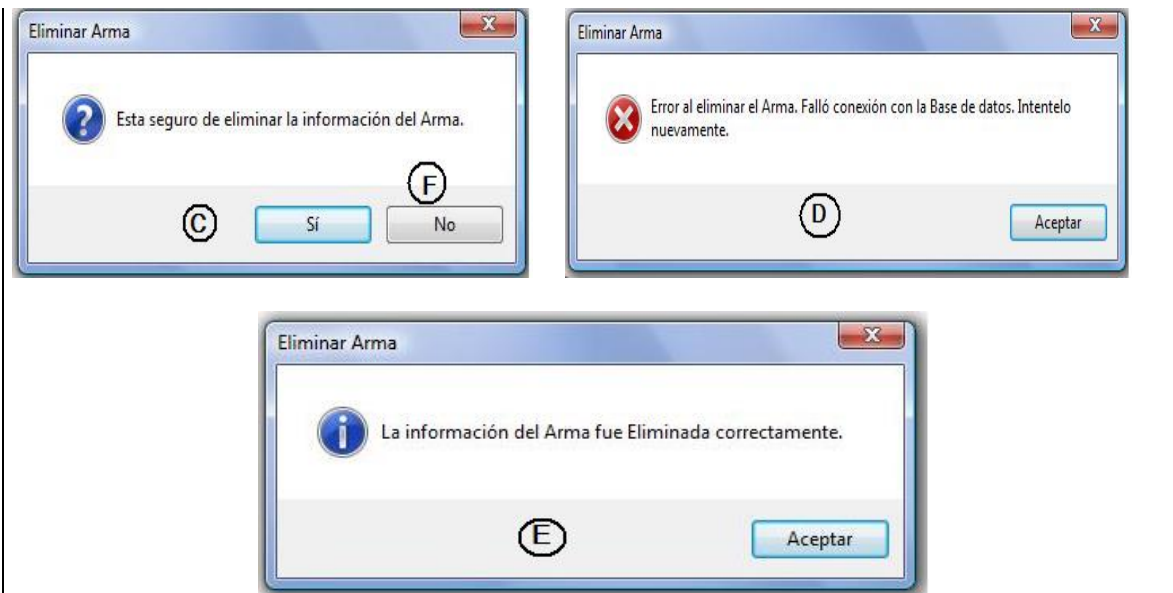 Eliminar Arma
Esta seguro de eliminar la información del Arma.
F
C
Sí
No
Eliminar Arma
Error al eliminar el Arma. Falló conexión con la Base de datos. Intentelo
nuevamente.
D
Aceptar
Eliminar Arma
La información del Arma fue Eliminada correctamente.
E
Aceptar